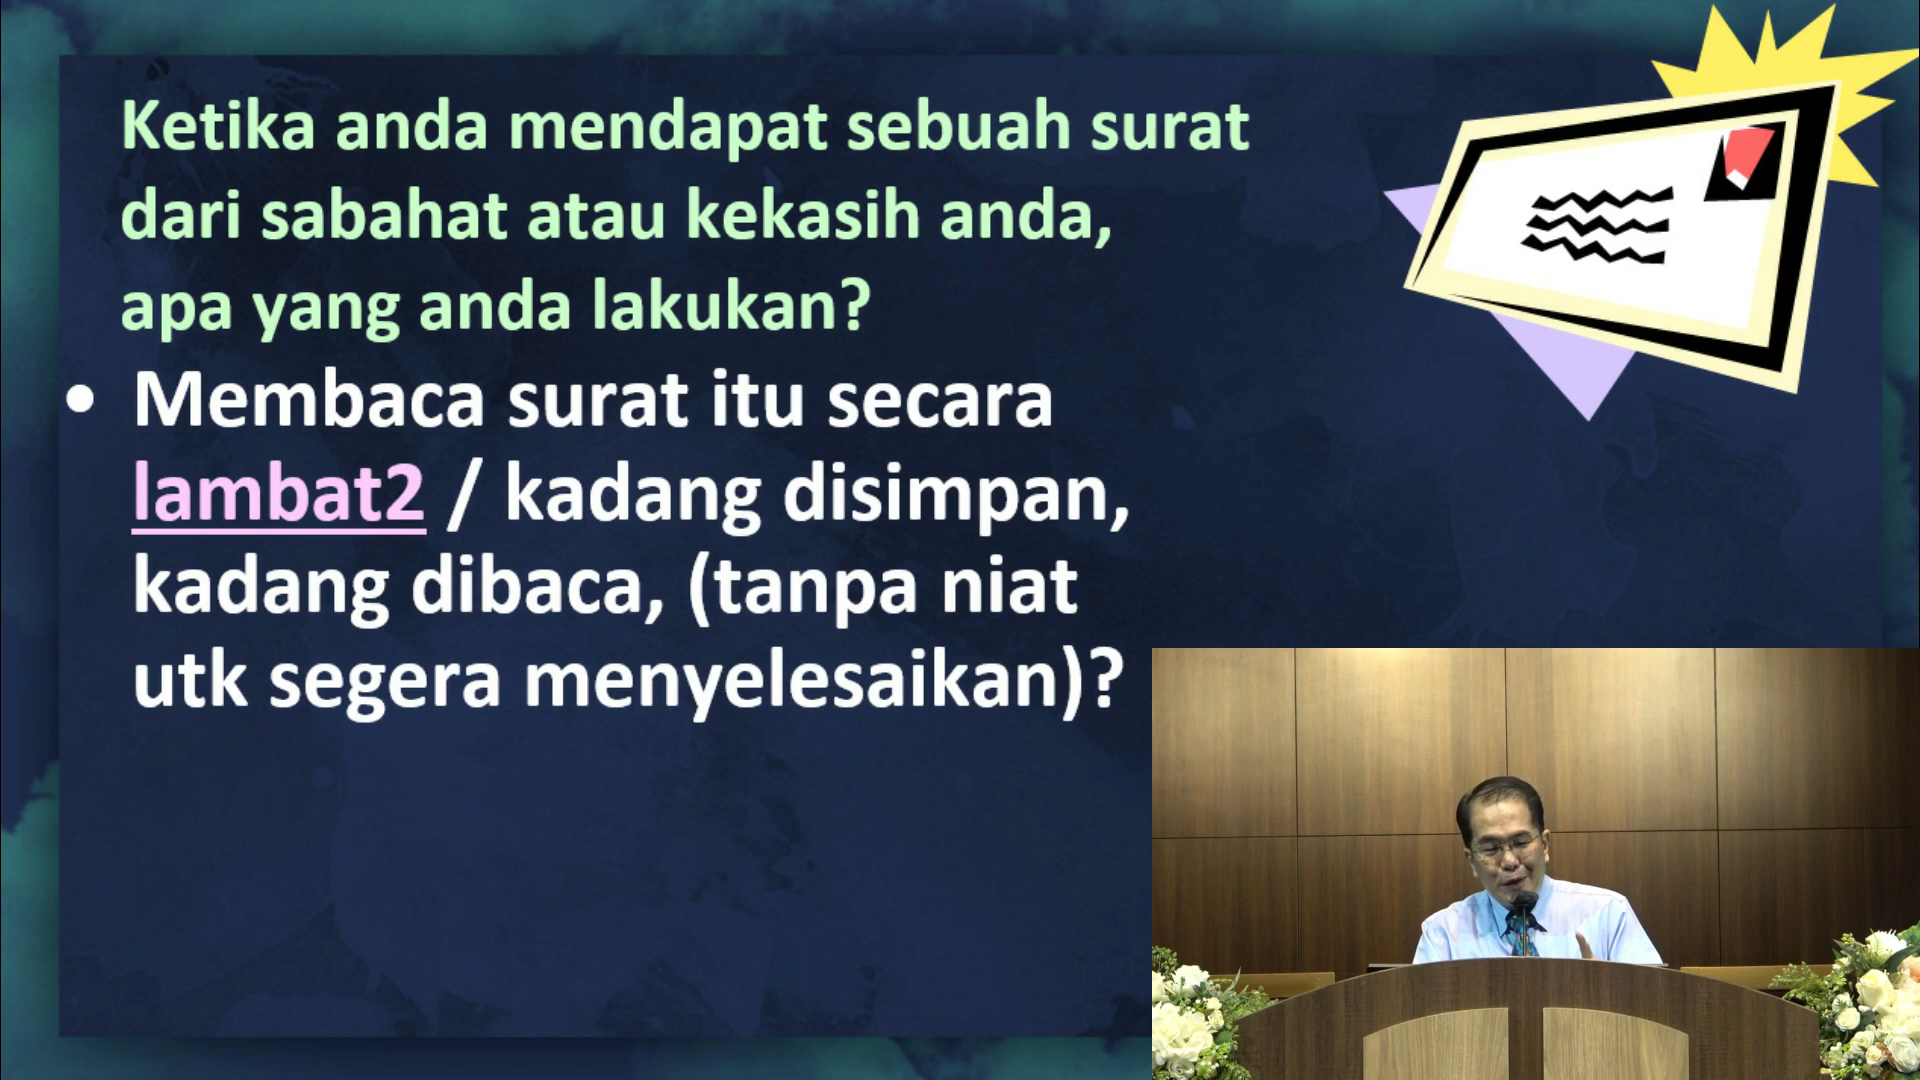 Ketika anda mendapat sebuah surat
dari sabahat atau kekasih anda,
apa yang anda lakukan?
• Membaca surat itu secara
lambat2 / kadang disimpan,
kadang dibaca, (tanpa niat
utk segera menyelesaikan)?